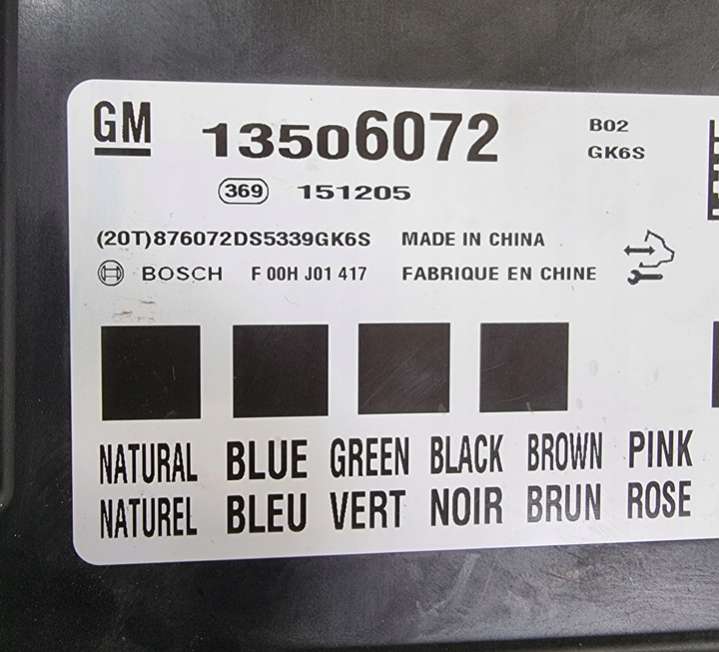 GM 13506072 B02
GK6S
369 151205
(20T)876072DS5339GK6S MADE IN CHINA
BOSCH F 00H J01 417 FABRIQUE EN CHINE
NATURAL BLUE GREEN BLACK BROWN PINK
NATUREL BLEU VERT NOIR BRUN ROSE